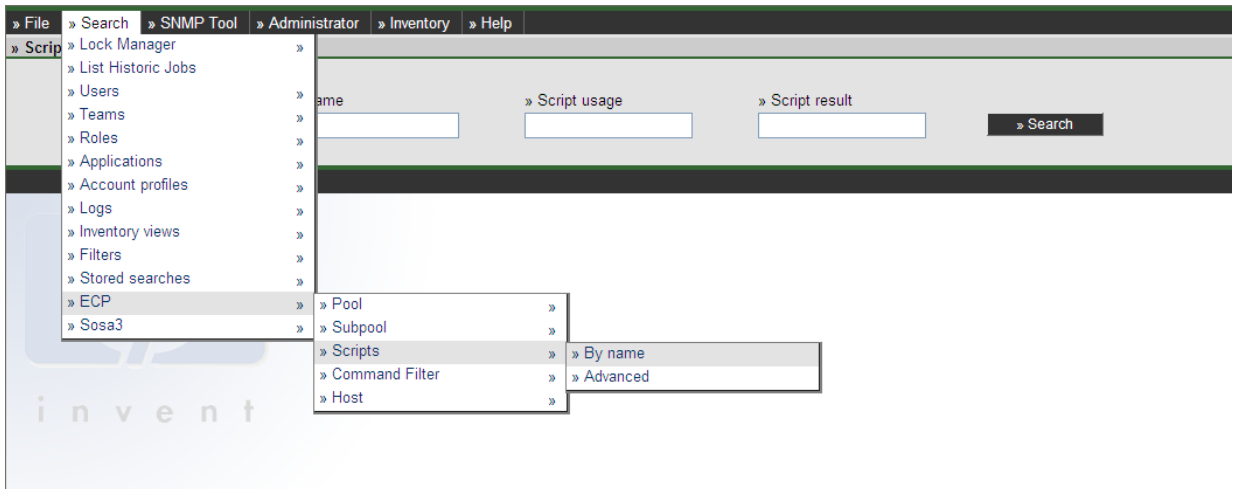 » File » Search » SNMP Tool » Administrator » Inventory » Help
» Scrip
» Lock Manager »
» List Historic Jobs
» Users »
» Teams »
» Roles »
» Applications »
» Account profiles »
» Logs »
» Inventory views »
» Filters »
» Stored searches »
» ECP »
» Sosa3 »
ame » Script usage » Script result
» Search
» Pool »
» Subpool »
» Scripts »
» Command Filter »
» Host »
» By name
» Advanced
invent